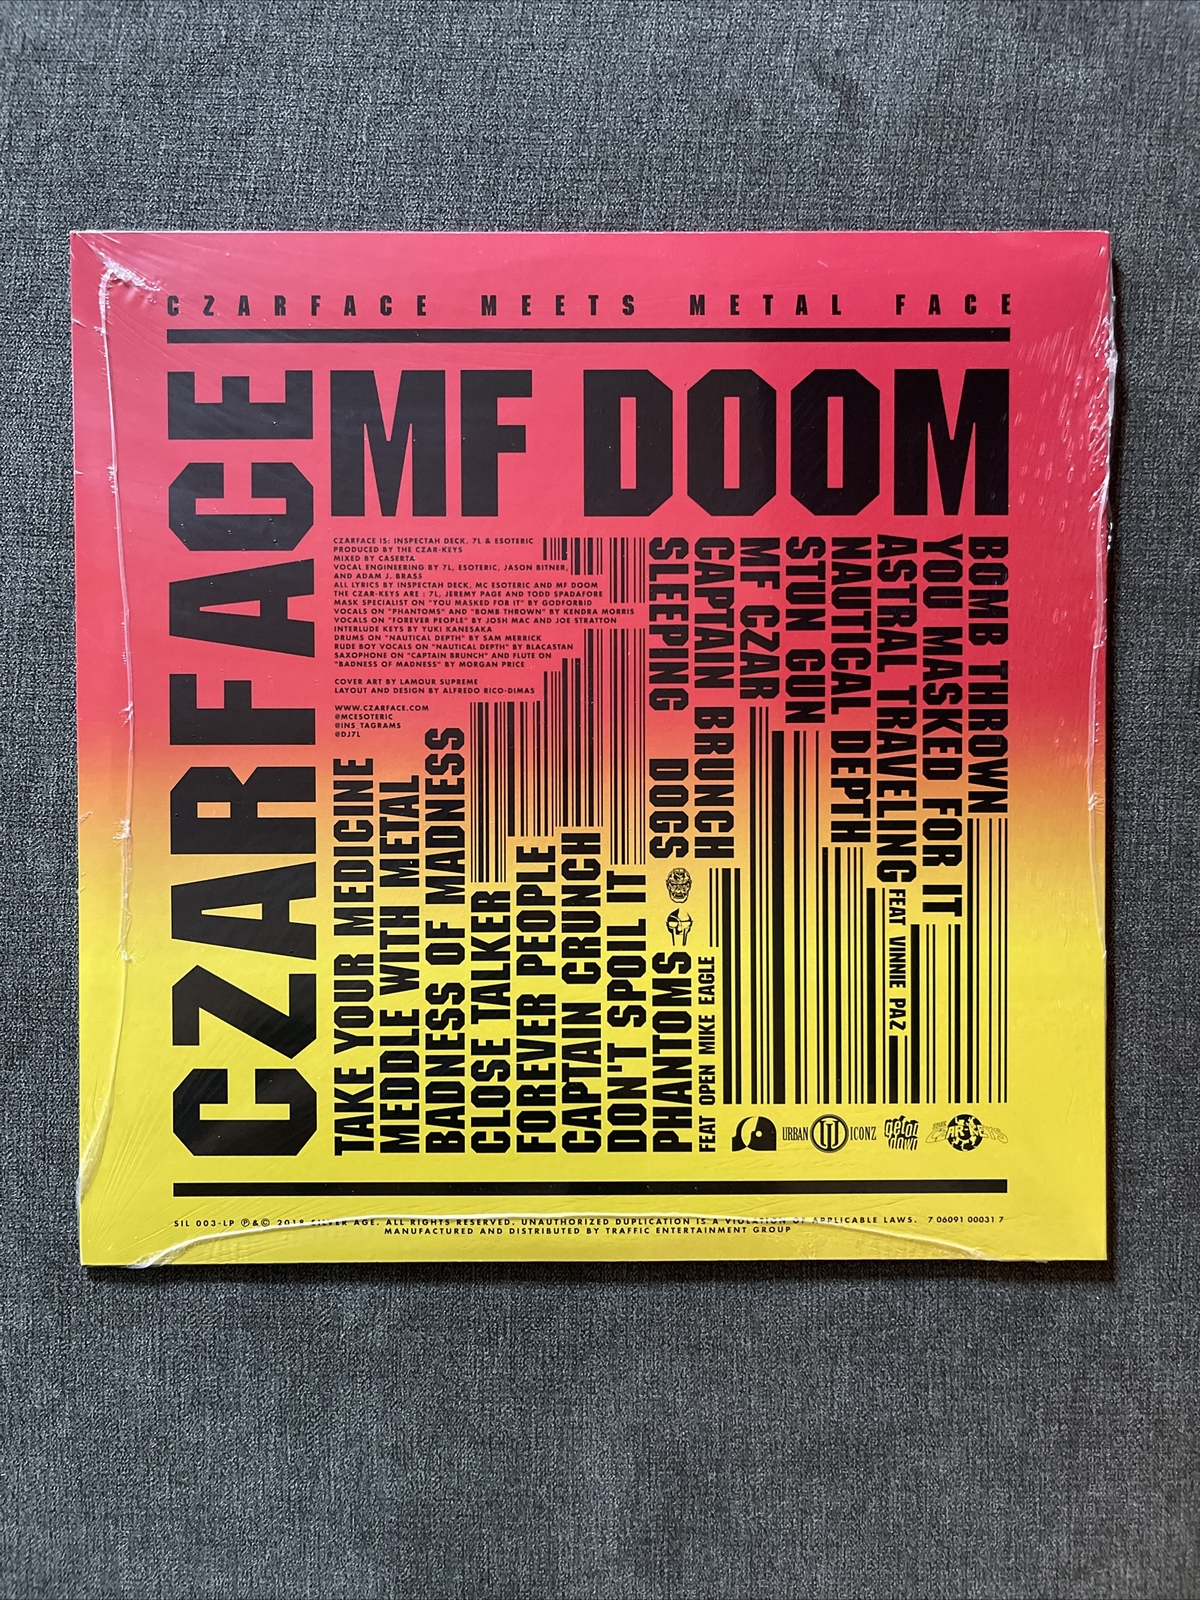 CZARFACE MEETS METAL FACE
CZARFACE
MF DOOM
CZARFACE IS: INSPECTAH DECK, 7L & ESOTERIC
PRODUCED BY THE CZAR-KEYS
MIXED BY CASERTA
VOCAL ENGINEERING BY 7L, ESOTERIC, JASON BITNER,
AND ADAM J. BRASS
ALL LYRICS BY INSPECTAH DECK, MC ESOTERIC AND MF DOOM
THE CZAR-KEYS ARE : 7L, JEREMY PAGE AND TODD SPADAFORE
MASK SPECIALIST ON "YOU MASKED FOR IT" BY GODFORBID
VOCALS ON "PHANTOMS" AND "BOMB THROWN" BY KENDRA MORRIS
VOCALS ON "FOREVER PEOPLE" BY JOSH MAC AND JOE STRATTON
INTERLUDE KEYS BY YUKI KANESAKA
DRUMS ON "NAUTICAL DEPTH" BY SAM MERRICK
RUDE BOY VOCALS ON "NAUTICAL DEPTH" BY BLACASTAN
SAXOPHONE ON "CAPTAIN BRUNCH" AND FLUTE ON
"BADNESS OF MADNESS" BY MORGAN PRICE
COVER ART BY LAMOUR SUPREME
LAYOUT AND DESIGN BY ALFREDO RICO-DIMAS
WWW.CZARFACE.COM
@MCESOTERIC
@INS_TAGRAMS
@DJ7L
TAKE YOUR MEDICINE
MEDDLE WITH METAL
BADNESS OF MADNESS
CLOSE TALKER
FOREVER PEOPLE
CAPTAIN CRUNCH
DON'T SPOIL IT
PHANTOMS
FEAT OPEN MIKE EAGLE
BOMB THROWN
YOU MASKED FOR IT
ASTRAL TRAVELING FEAT VINNIE PAZ
NAUTICAL DEPTH
STUN GUN
MF CZAR
CAPTAIN BRUNCH
SLEEPING DOGS
URBAN ICONZ
GET ON DOWN
CZAR-KEYS
SIL 003-LP ℗&© 2018 SILVER AGE. ALL RIGHTS RESERVED. UNAUTHORIZED DUPLICATION IS A VIOLATION OF APPLICABLE LAWS. 7 06091 00031 7
MANUFACTURED AND DISTRIBUTED BY TRAFFIC ENTERTAINMENT GROUP